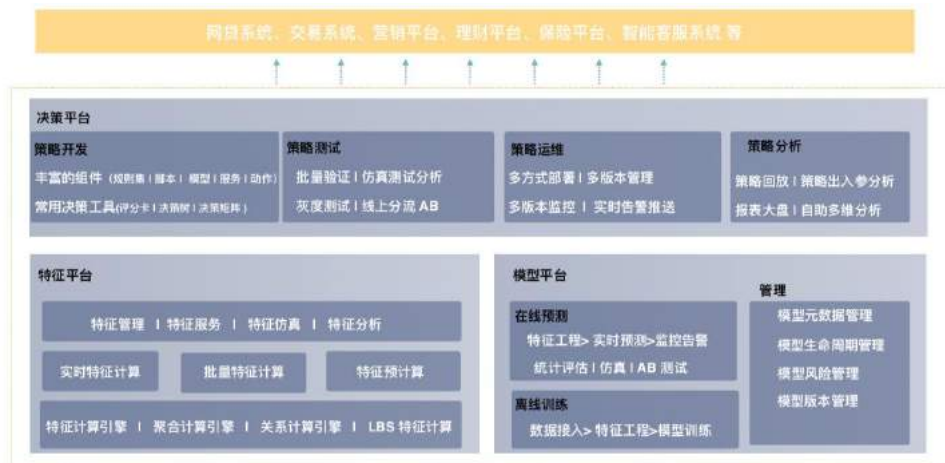 网贷系统、交易系统、营销平台、理财平台、保险平台、智能客服系统 等
决策平台
策略开发
丰富的组件 (规则集 | 脚本 | 模型 | 服务 | 动作)
常用决策工具(评分卡 | 决策树 | 决策矩阵)
策略测试
批量验证 | 仿真测试分析
灰度测试 | 线上分流 AB
策略运维
多方式部署 | 多版本管理
多版本监控 | 实时告警推送
策略分析
策略回放 | 策略出入参分析
报表大盘 | 自助多维分析
特征平台
特征管理 | 特征服务 | 特征仿真 | 特征分析
实时特征计算
批量特征计算
特征预计算
特征计算引擎 | 聚合计算引擎 | 关系计算引擎 | LBS 特征计算
模型平台
在线预测
特征工程> 实时预测>监控告警
统计评估 | 仿真 | AB 测试
离线训练
数据接入> 特征工程>模型训练
管理
模型元数据管理
模型生命周期管理
模型风险管理
模型版本管理